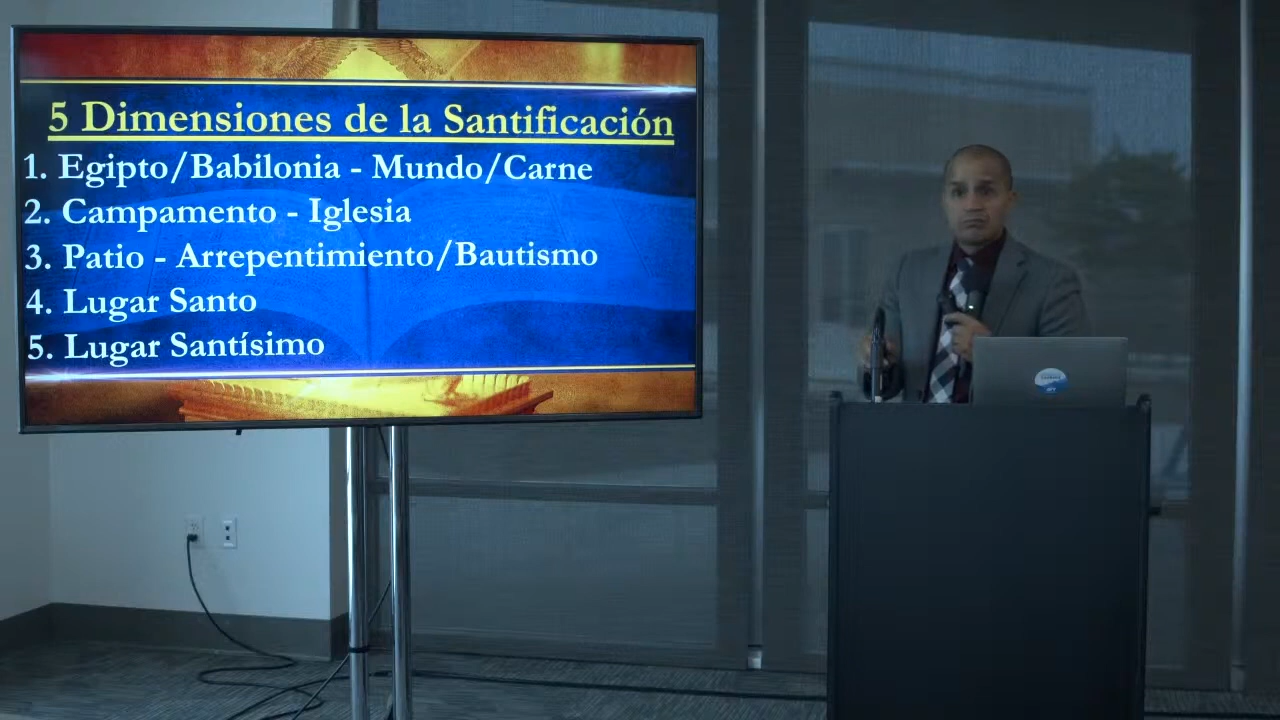 5 Dimensiones de la Santificación
1. Egipto/Babilonia - Mundo/Carne
2. Campamento - Iglesia
3. Patio - Arrepentimiento/Bautismo
4. Lugar Santo
5. Lugar Santísimo